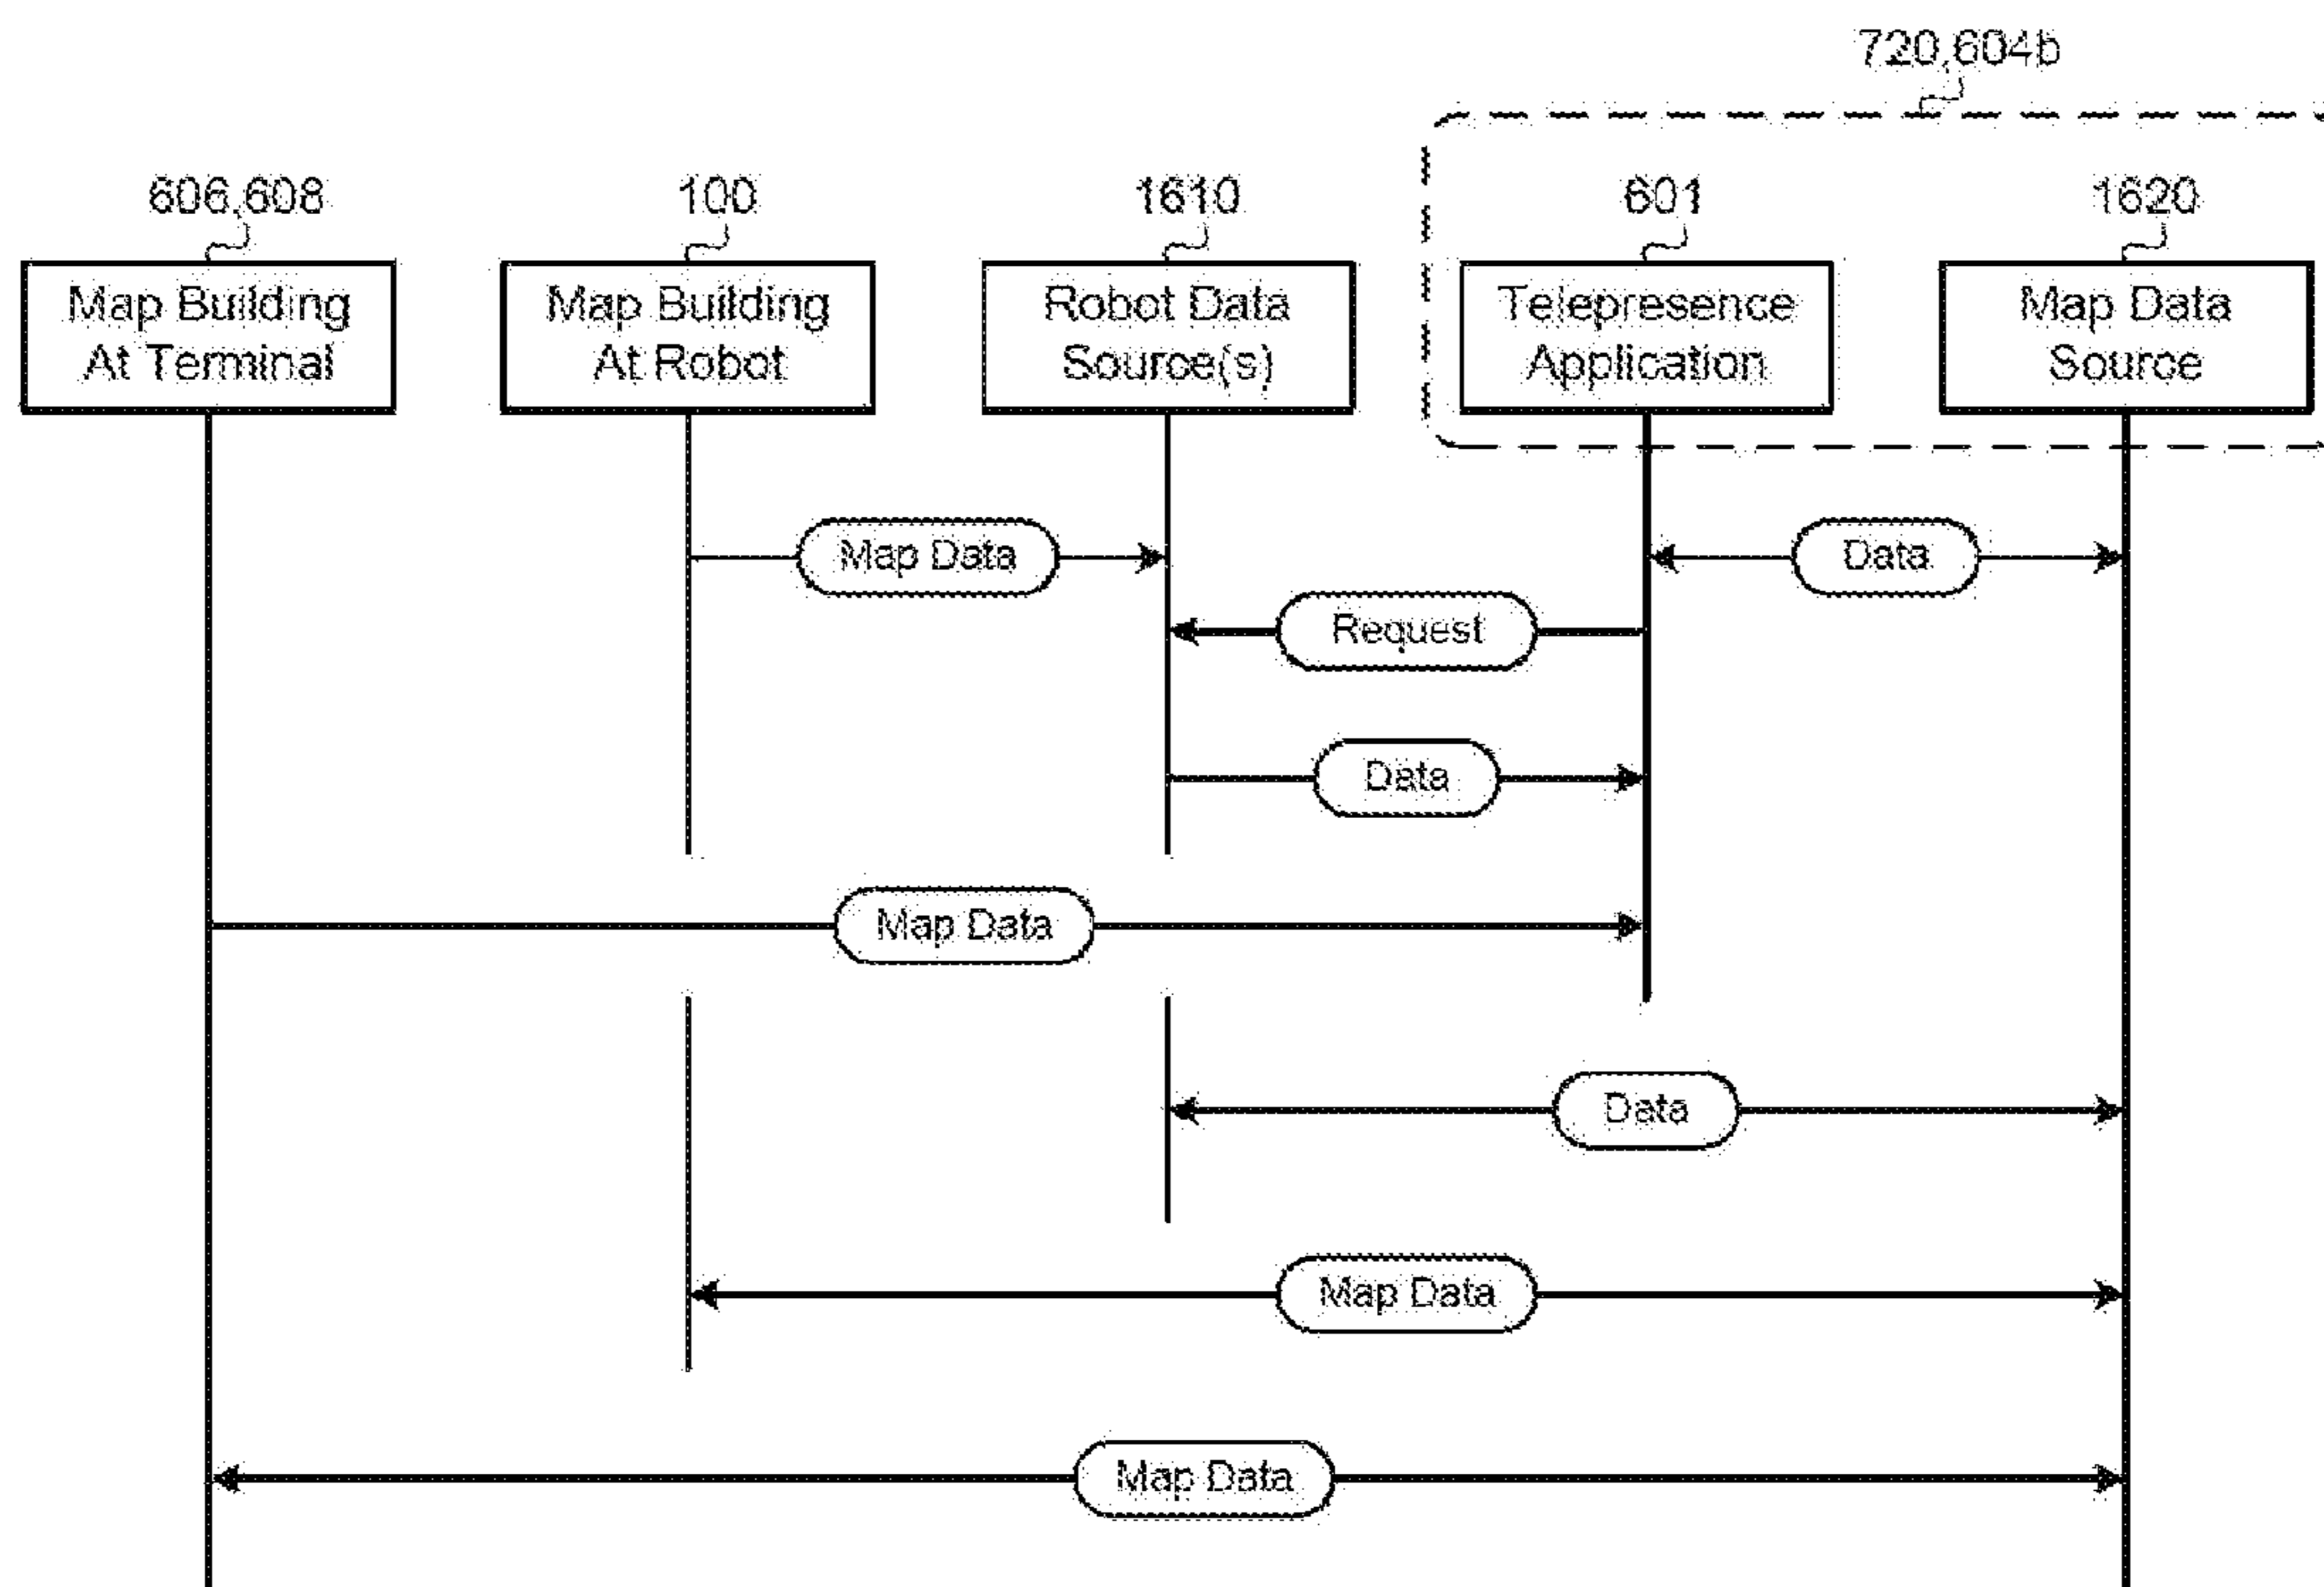 720,604b
606,608
100
1610
601
1620
Map Building
At Terminal
Map Building
At Robot
Robot Data
Source(s)
Telepresence
Application
Map Data
Source
Map Data
Data
Request
Data
Map Data
Data
Map Data
Map Data